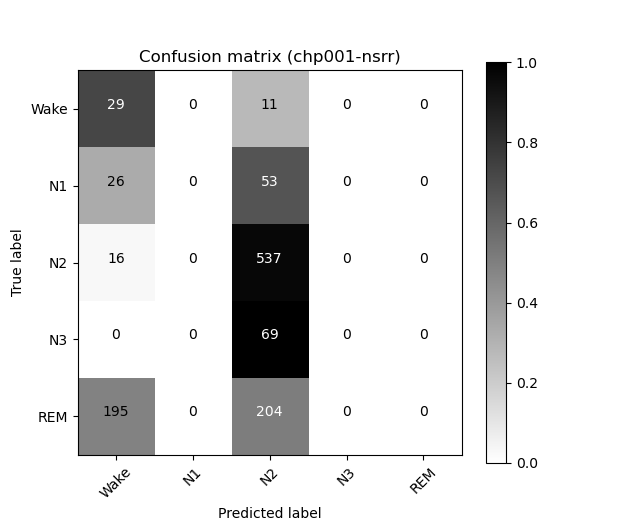 Confusion matrix (chp001-nsrr)
True label
Wake 29 0 11 0 0
N1 26 0 53 0 0
N2 16 0 537 0 0
N3 0 0 69 0 0
REM 195 0 204 0 0
Wake N1 N2 N3 REM
Predicted label
1.0
0.8
0.6
0.4
0.2
0.0